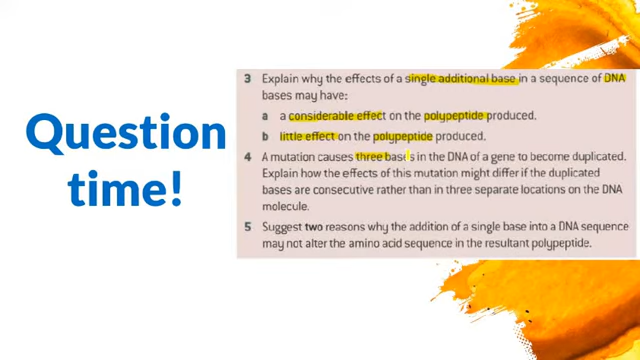 Question
time!
3 Explain why the effects of a single additional base in a sequence of DNA
bases may have:
a a considerable effect on the polypeptide produced.
b little effect on the polypeptide produced.
4 A mutation causes three bases in the DNA of a gene to become duplicated.
Explain how the effects of this mutation might differ if the duplicated
bases are consecutive rather than in three separate locations on the DNA
molecule.
5 Suggest two reasons why the addition of a single base into a DNA sequence
may not alter the amino acid sequence in the resultant polypeptide.